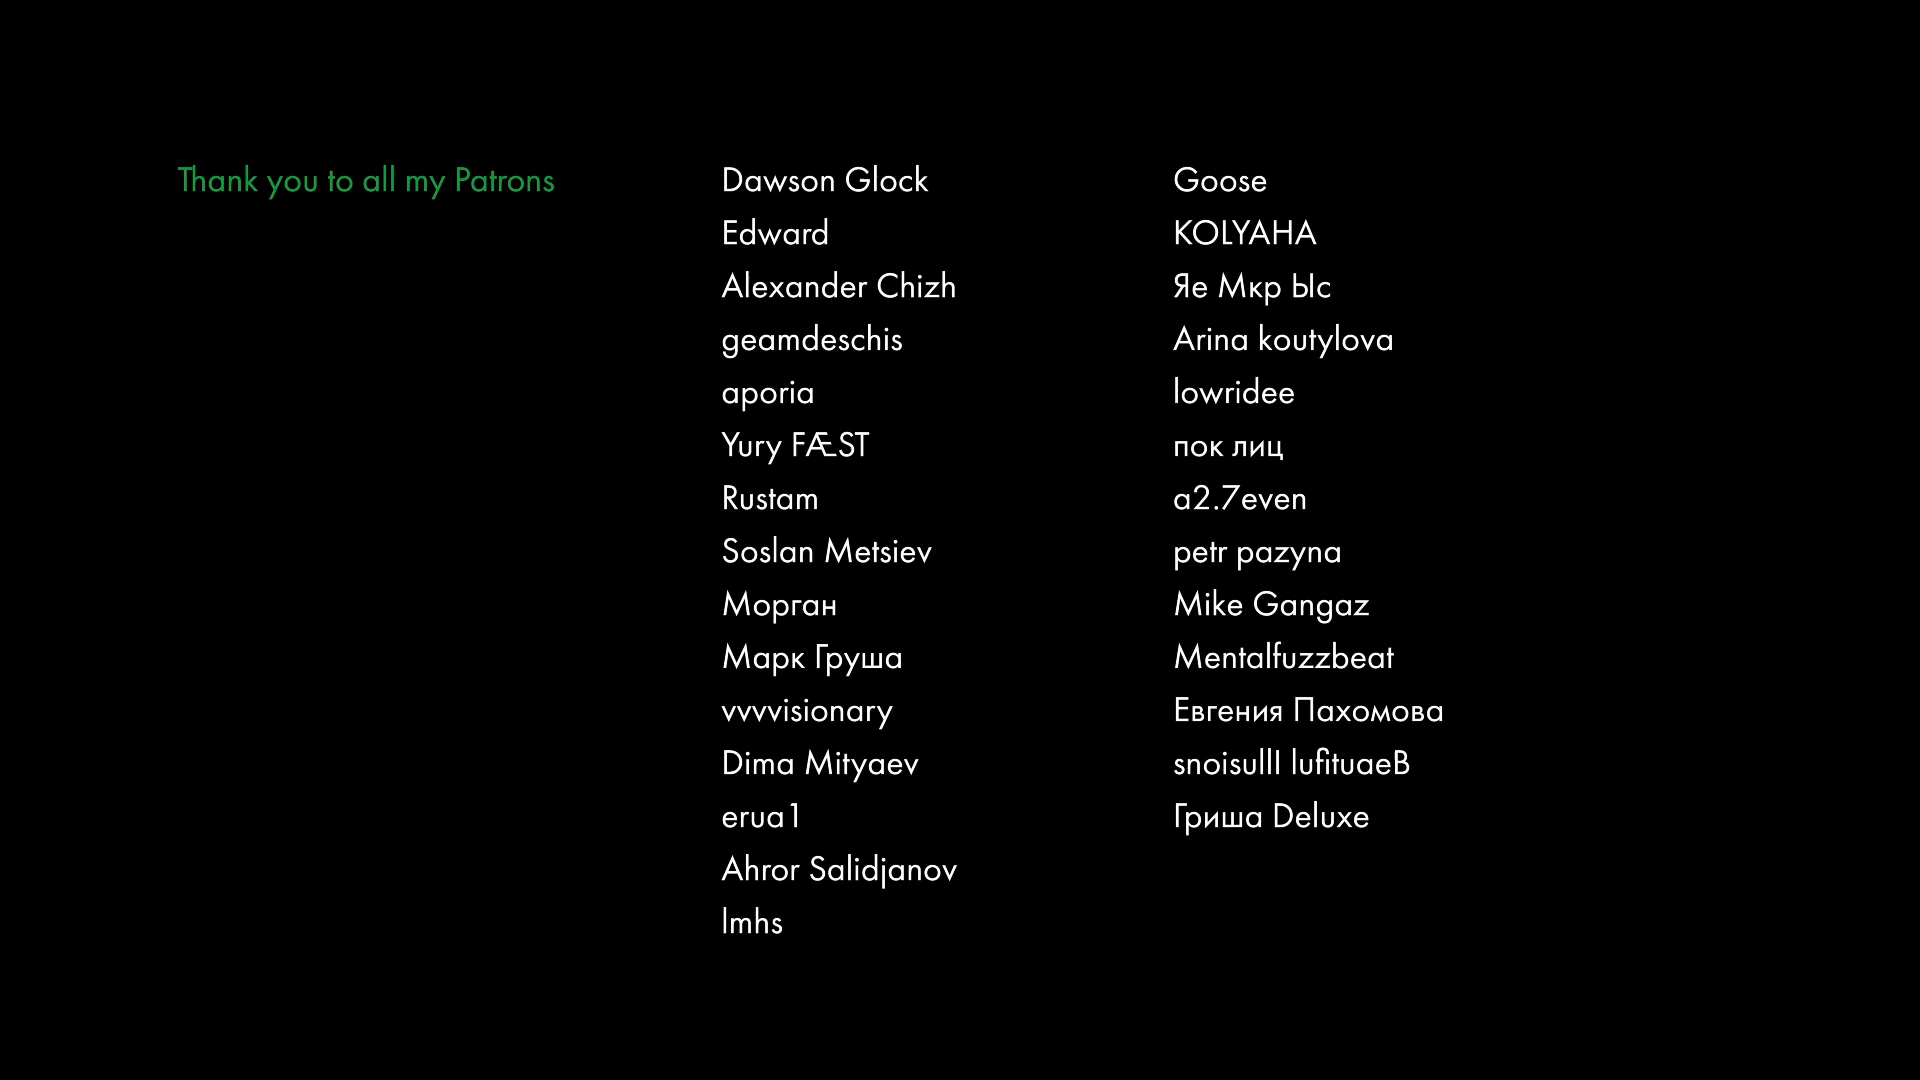 Thank you to all my Patrons
Dawson Glock
Edward
Alexander Chizh
geamdeschis
aporia
Yury FÆST
Rustam
Soslan Metsiev
Морган
Марк Груша
vvvvisionary
Dima Mityaev
erua1
Ahror Salidjanov
lmhs
Goose
KOLYAHA
Яе Мкр Ыс
Arina koutylova
lowridee
пок лиц
a2.7even
petr pazyna
Mike Gangaz
Mentalfuzzbeat
Евгения Пахомова
snoisullI lufituaeB
Гриша Deluxe